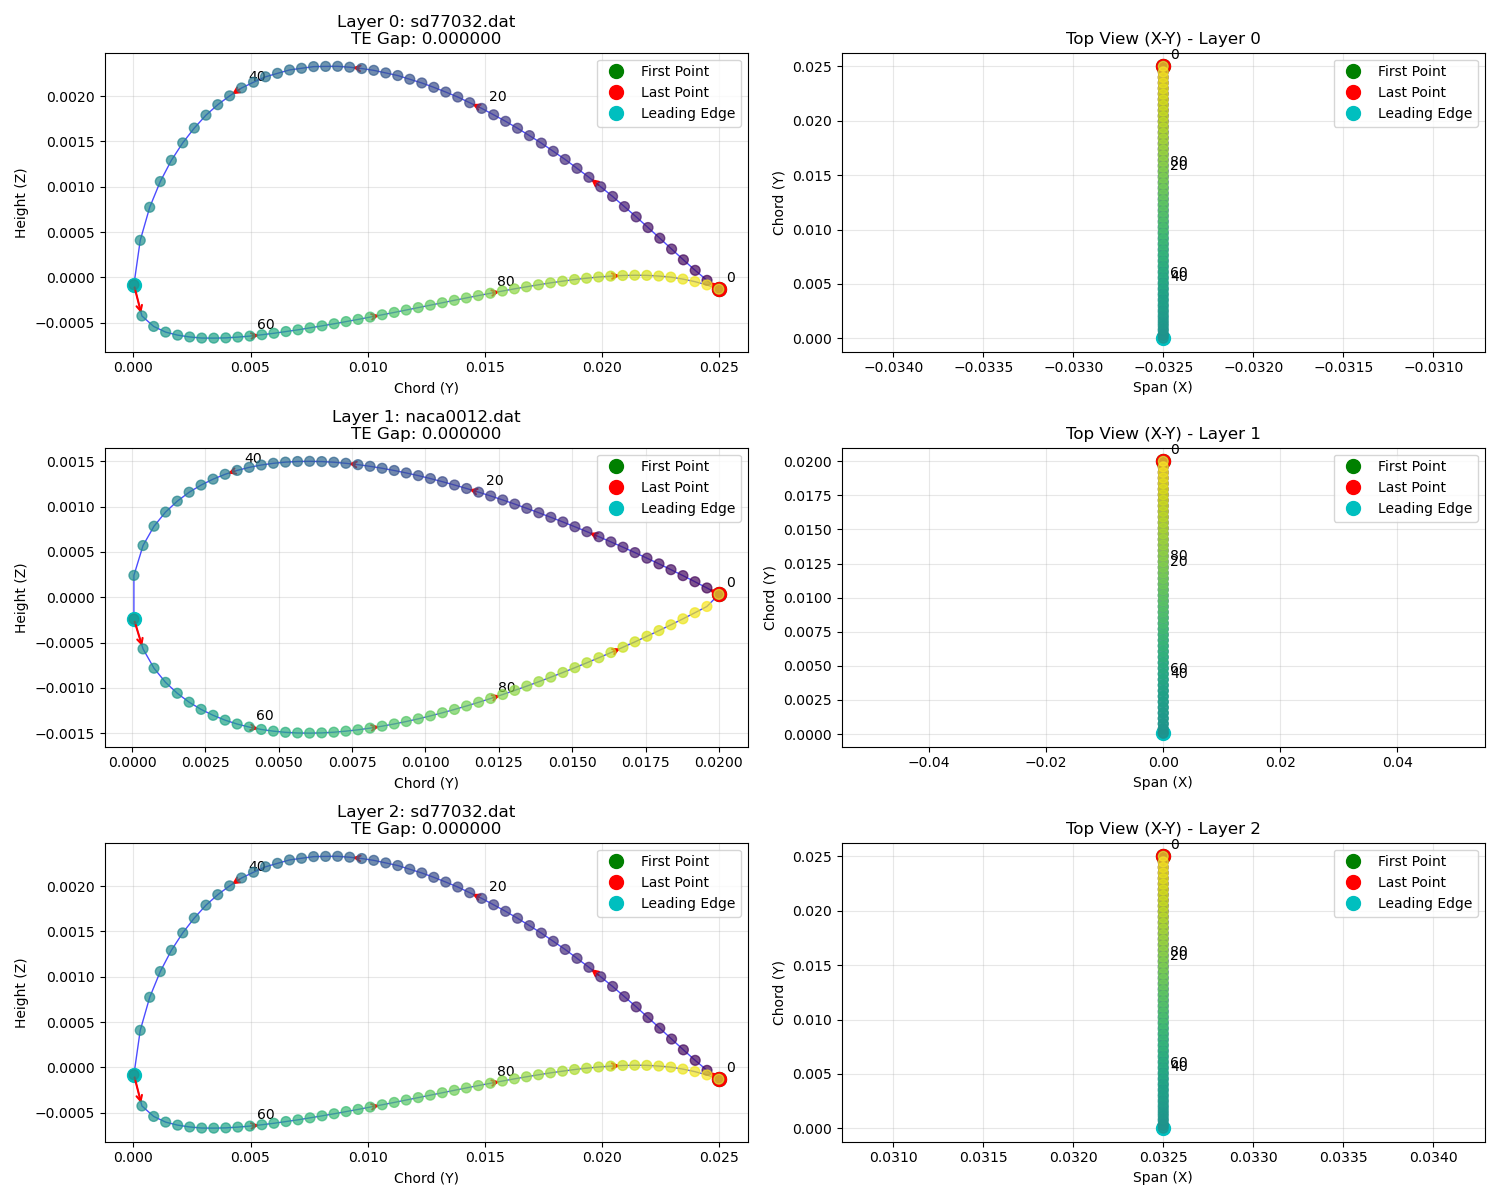 Layer 0: sd77032.dat
TE Gap: 0.000000
Height (Z)
0.0020
0.0015
0.0010
0.0005
0.0000
−0.0005
40
20
0
80
60
First Point
Last Point
Leading Edge
0.000
0.005
0.010
0.015
0.020
0.025
Chord (Y)
Top View (X-Y) - Layer 0
Chord (Y)
0.025
0.020
0.015
0.010
0.005
0.000
0
80
20
60
40
First Point
Last Point
Leading Edge
−0.0340
−0.0335
−0.0330
−0.0325
−0.0320
−0.0315
−0.0310
Span (X)
Layer 1: naca0012.dat
TE Gap: 0.000000
Height (Z)
0.0015
0.0010
0.0005
0.0000
−0.0005
−0.0010
−0.0015
40
20
0
80
60
First Point
Last Point
Leading Edge
0.0000
0.0025
0.0050
0.0075
0.0100
0.0125
0.0150
0.0175
0.0200
Chord (Y)
Top View (X-Y) - Layer 1
Chord (Y)
0.0200
0.0175
0.0150
0.0125
0.0100
0.0075
0.0050
0.0025
0.0000
0
80
20
60
40
First Point
Last Point
Leading Edge
−0.04
−0.02
0.00
0.02
0.04
Span (X)
Layer 2: sd77032.dat
TE Gap: 0.000000
Height (Z)
0.0020
0.0015
0.0010
0.0005
0.0000
−0.0005
40
20
0
80
60
First Point
Last Point
Leading Edge
0.000
0.005
0.010
0.015
0.020
0.025
Chord (Y)
Top View (X-Y) - Layer 2
Chord (Y)
0.025
0.020
0.015
0.010
0.005
0.000
0
80
20
60
40
First Point
Last Point
Leading Edge
0.0310
0.0315
0.0320
0.0325
0.0330
0.0335
0.0340
Span (X)